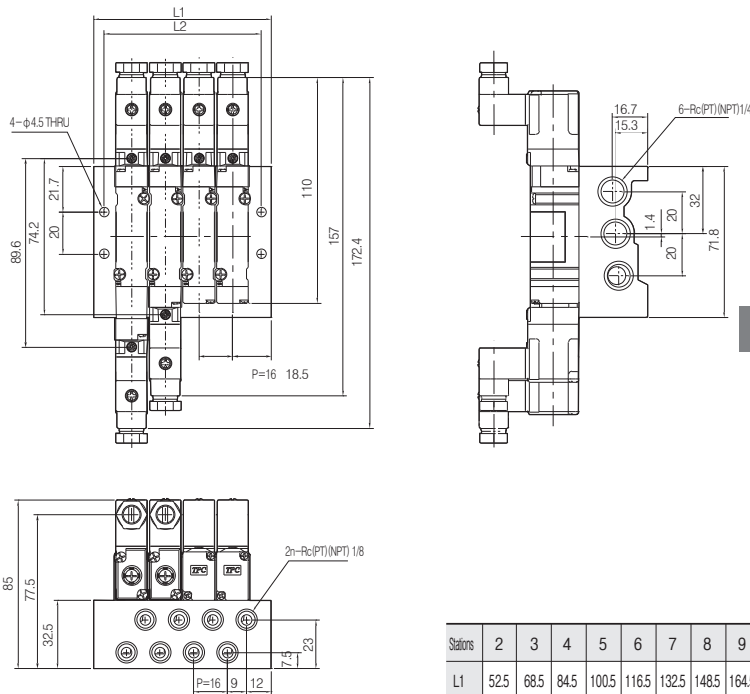 L1
L2
4-ϕ4.5 THRU
21.7
20
74.2
89.6
110
157
172.4
P=16 18.5
16.7
15.3
6-Rc(PT)(NPT)1/4
1.4
20
20
32
71.8
85
77.5
32.5
TPC TPC
2n-Rc(PT)(NPT) 1/8
P=16 9 12
7.5
23
Stations 2 3 4 5 6 7 8 9
L1 52.5 68.5 84.5 100.5 116.5 132.5 148.5 164.